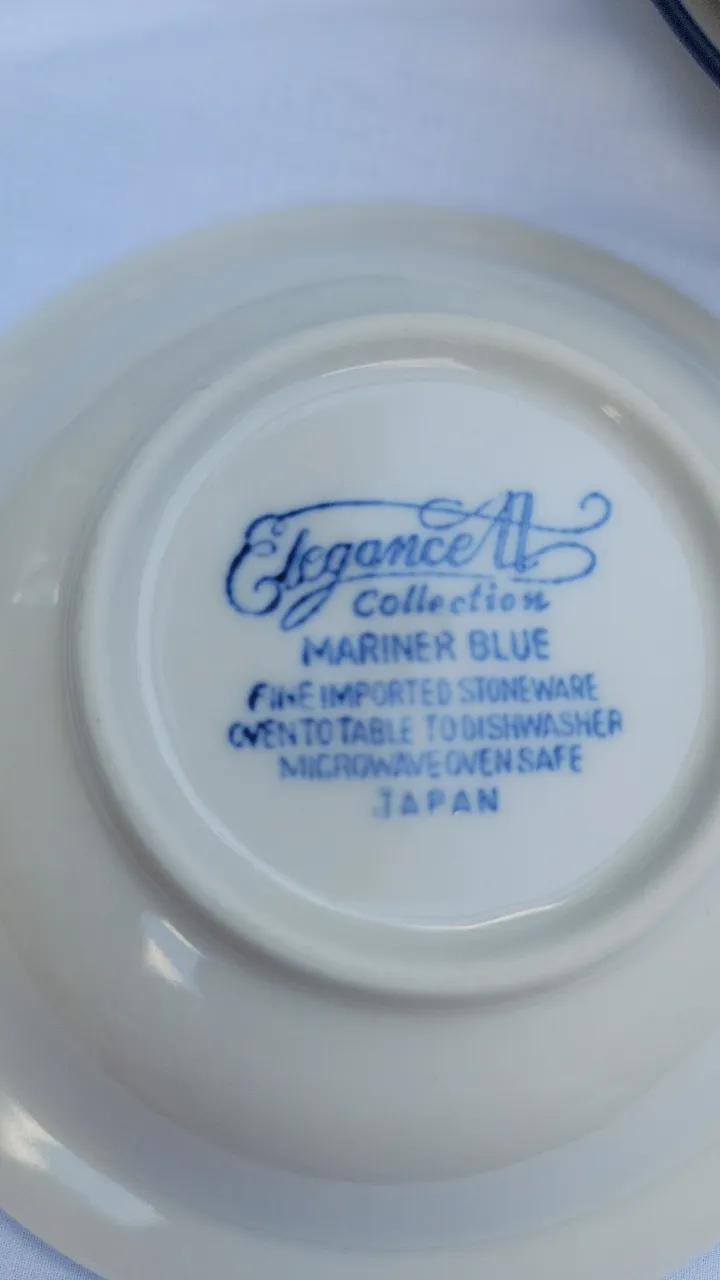 Elegance
Collection
MARINER BLUE
FINE IMPORTED STONEWARE
OVEN TO TABLE TO DISHWASHER
MICROWAVE OVEN SAFE
JAPAN